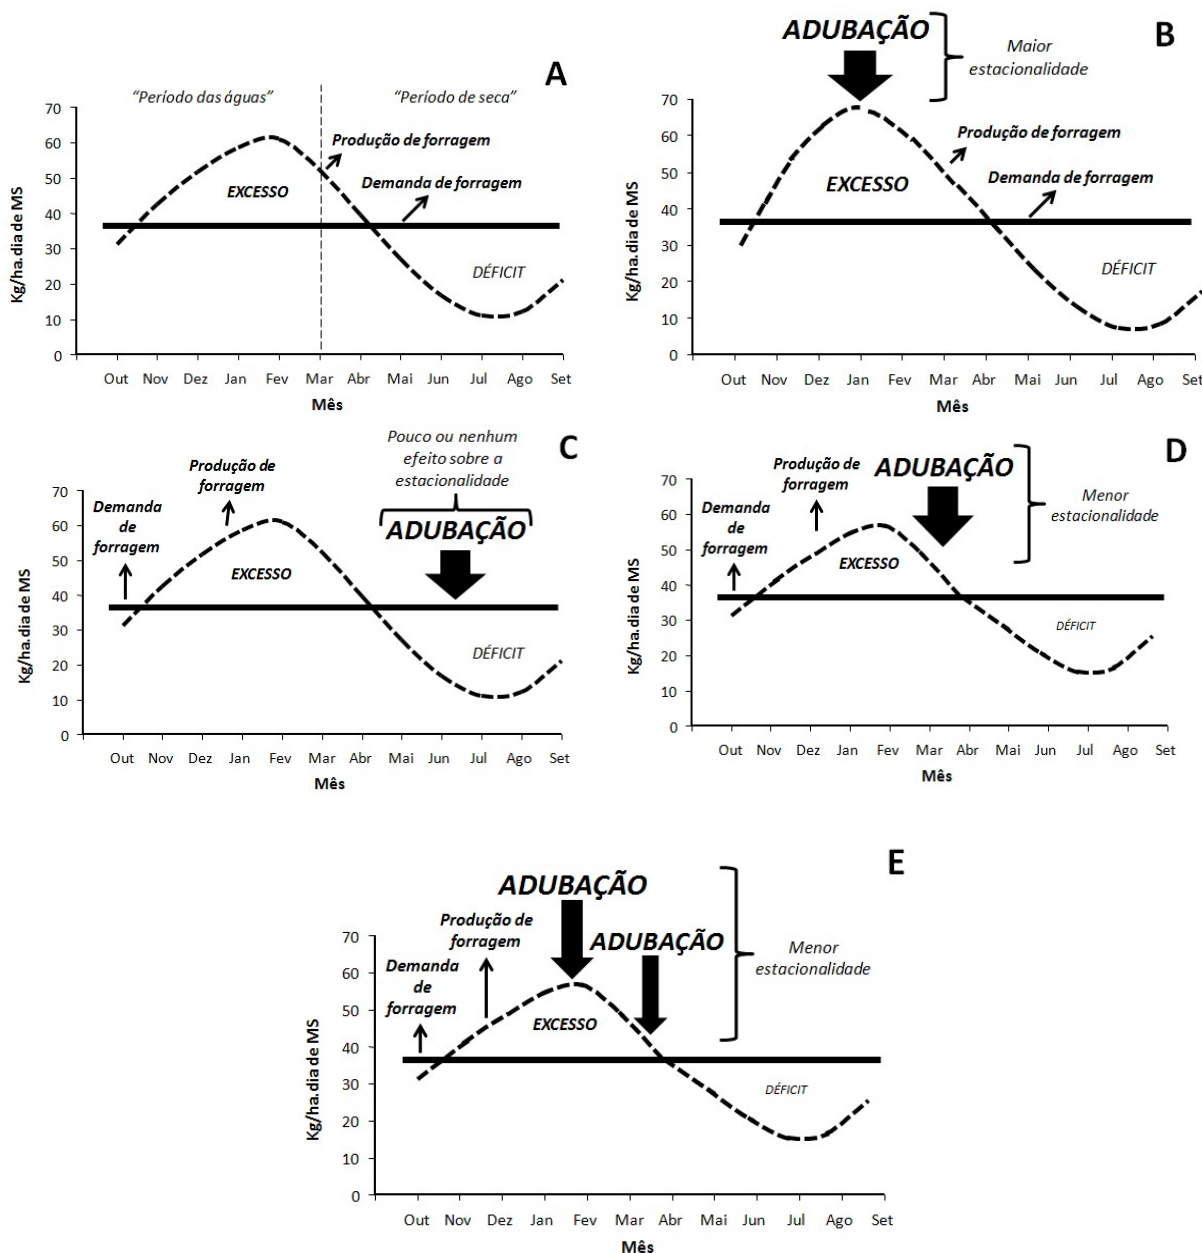 A
“Período das águas”
“Período de seca”
Kg/ha.dia de MS
70
60
50
40
30
20
10
0
Produção de forragem
Demanda de forragem
EXCESSO
DÉFICIT
Out Nov Dez Jan Fev Mar Abr Mai Jun Jul Ago Set
Mês
B
ADUBAÇÃO
Maior
estacionalidade
Kg/ha.dia de MS
70
60
50
40
30
20
10
0
Produção de forragem
Demanda de forragem
EXCESSO
DÉFICIT
Out Nov Dez Jan Fev Mar Abr Mai Jun Jul Ago Set
Mês
C
Pouco ou nenhum
efeito sobre a
estacionalidade
ADUBAÇÃO
Produção de
forragem
Demanda
de
forragem
Kg/ha.dia de MS
70
60
50
40
30
20
10
0
EXCESSO
DÉFICIT
Out Nov Dez Jan Fev Mar Abr Mai Jun Jul Ago Set
Mês
D
ADUBAÇÃO
Menor
estacionalidade
Produção de
forragem
Demanda
de
forragem
Kg/ha.dia de MS
70
60
50
40
30
20
10
0
EXCESSO
DÉFICIT
Out Nov Dez Jan Fev Mar Abr Mai Jun Jul Ago Set
Mês
E
ADUBAÇÃO
ADUBAÇÃO
Menor
estacionalidade
Produção de
forragem
Demanda
de
forragem
Kg/ha.dia de MS
70
60
50
40
30
20
10
0
EXCESSO
DÉFICIT
Out Nov Dez Jan Fev Mar Abr Mai Jun Jul Ago Set
Mês